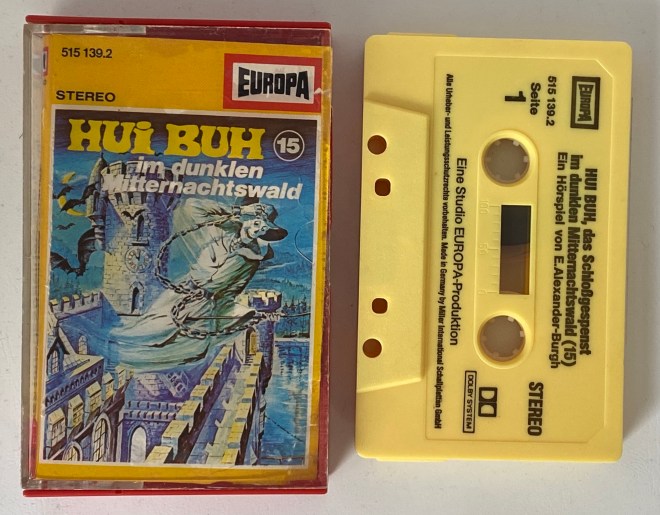 515 139.2
STEREO
EUROPA
HUi BUH
15
im dunklen
Mitternachtswald
EUROPA
515 139.2
Seite
1
HUI BUH, das Schloßgespenst
im dunklen Mitternachtswald (15)
Ein Hörspiel von E.Alexander-Burgh
STEREO
DOLBY SYSTEM
Eine Studio EUROPA-Produktion
Alle Urheber- und Leistungsschutzrechte vorbehalten. Made in Germany by Miller International Schallplatten GmbH